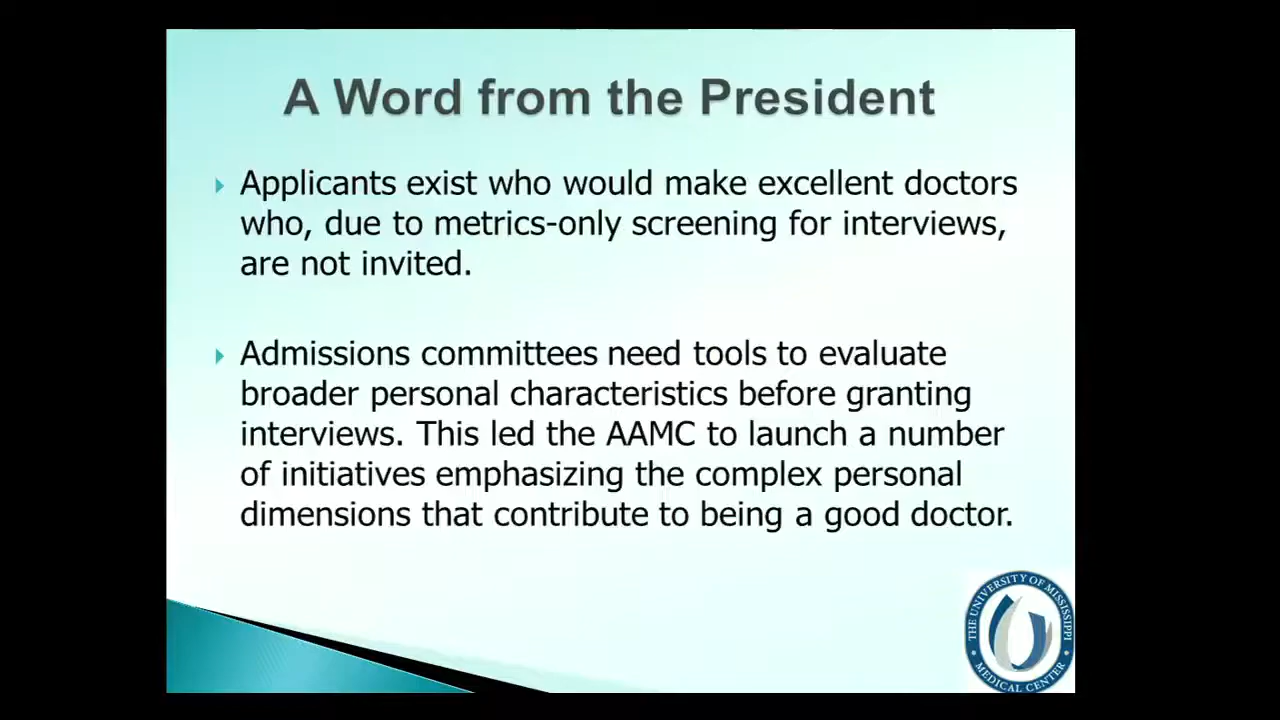 A Word from the President
Applicants exist who would make excellent doctors
who, due to metrics-only screening for interviews,
are not invited.
Admissions committees need tools to evaluate
broader personal characteristics before granting
interviews. This led the AAMC to launch a number
of initiatives emphasizing the complex personal
dimensions that contribute to being a good doctor.
THE UNIVERSITY OF MISSISSIPPI
MEDICAL CENTER